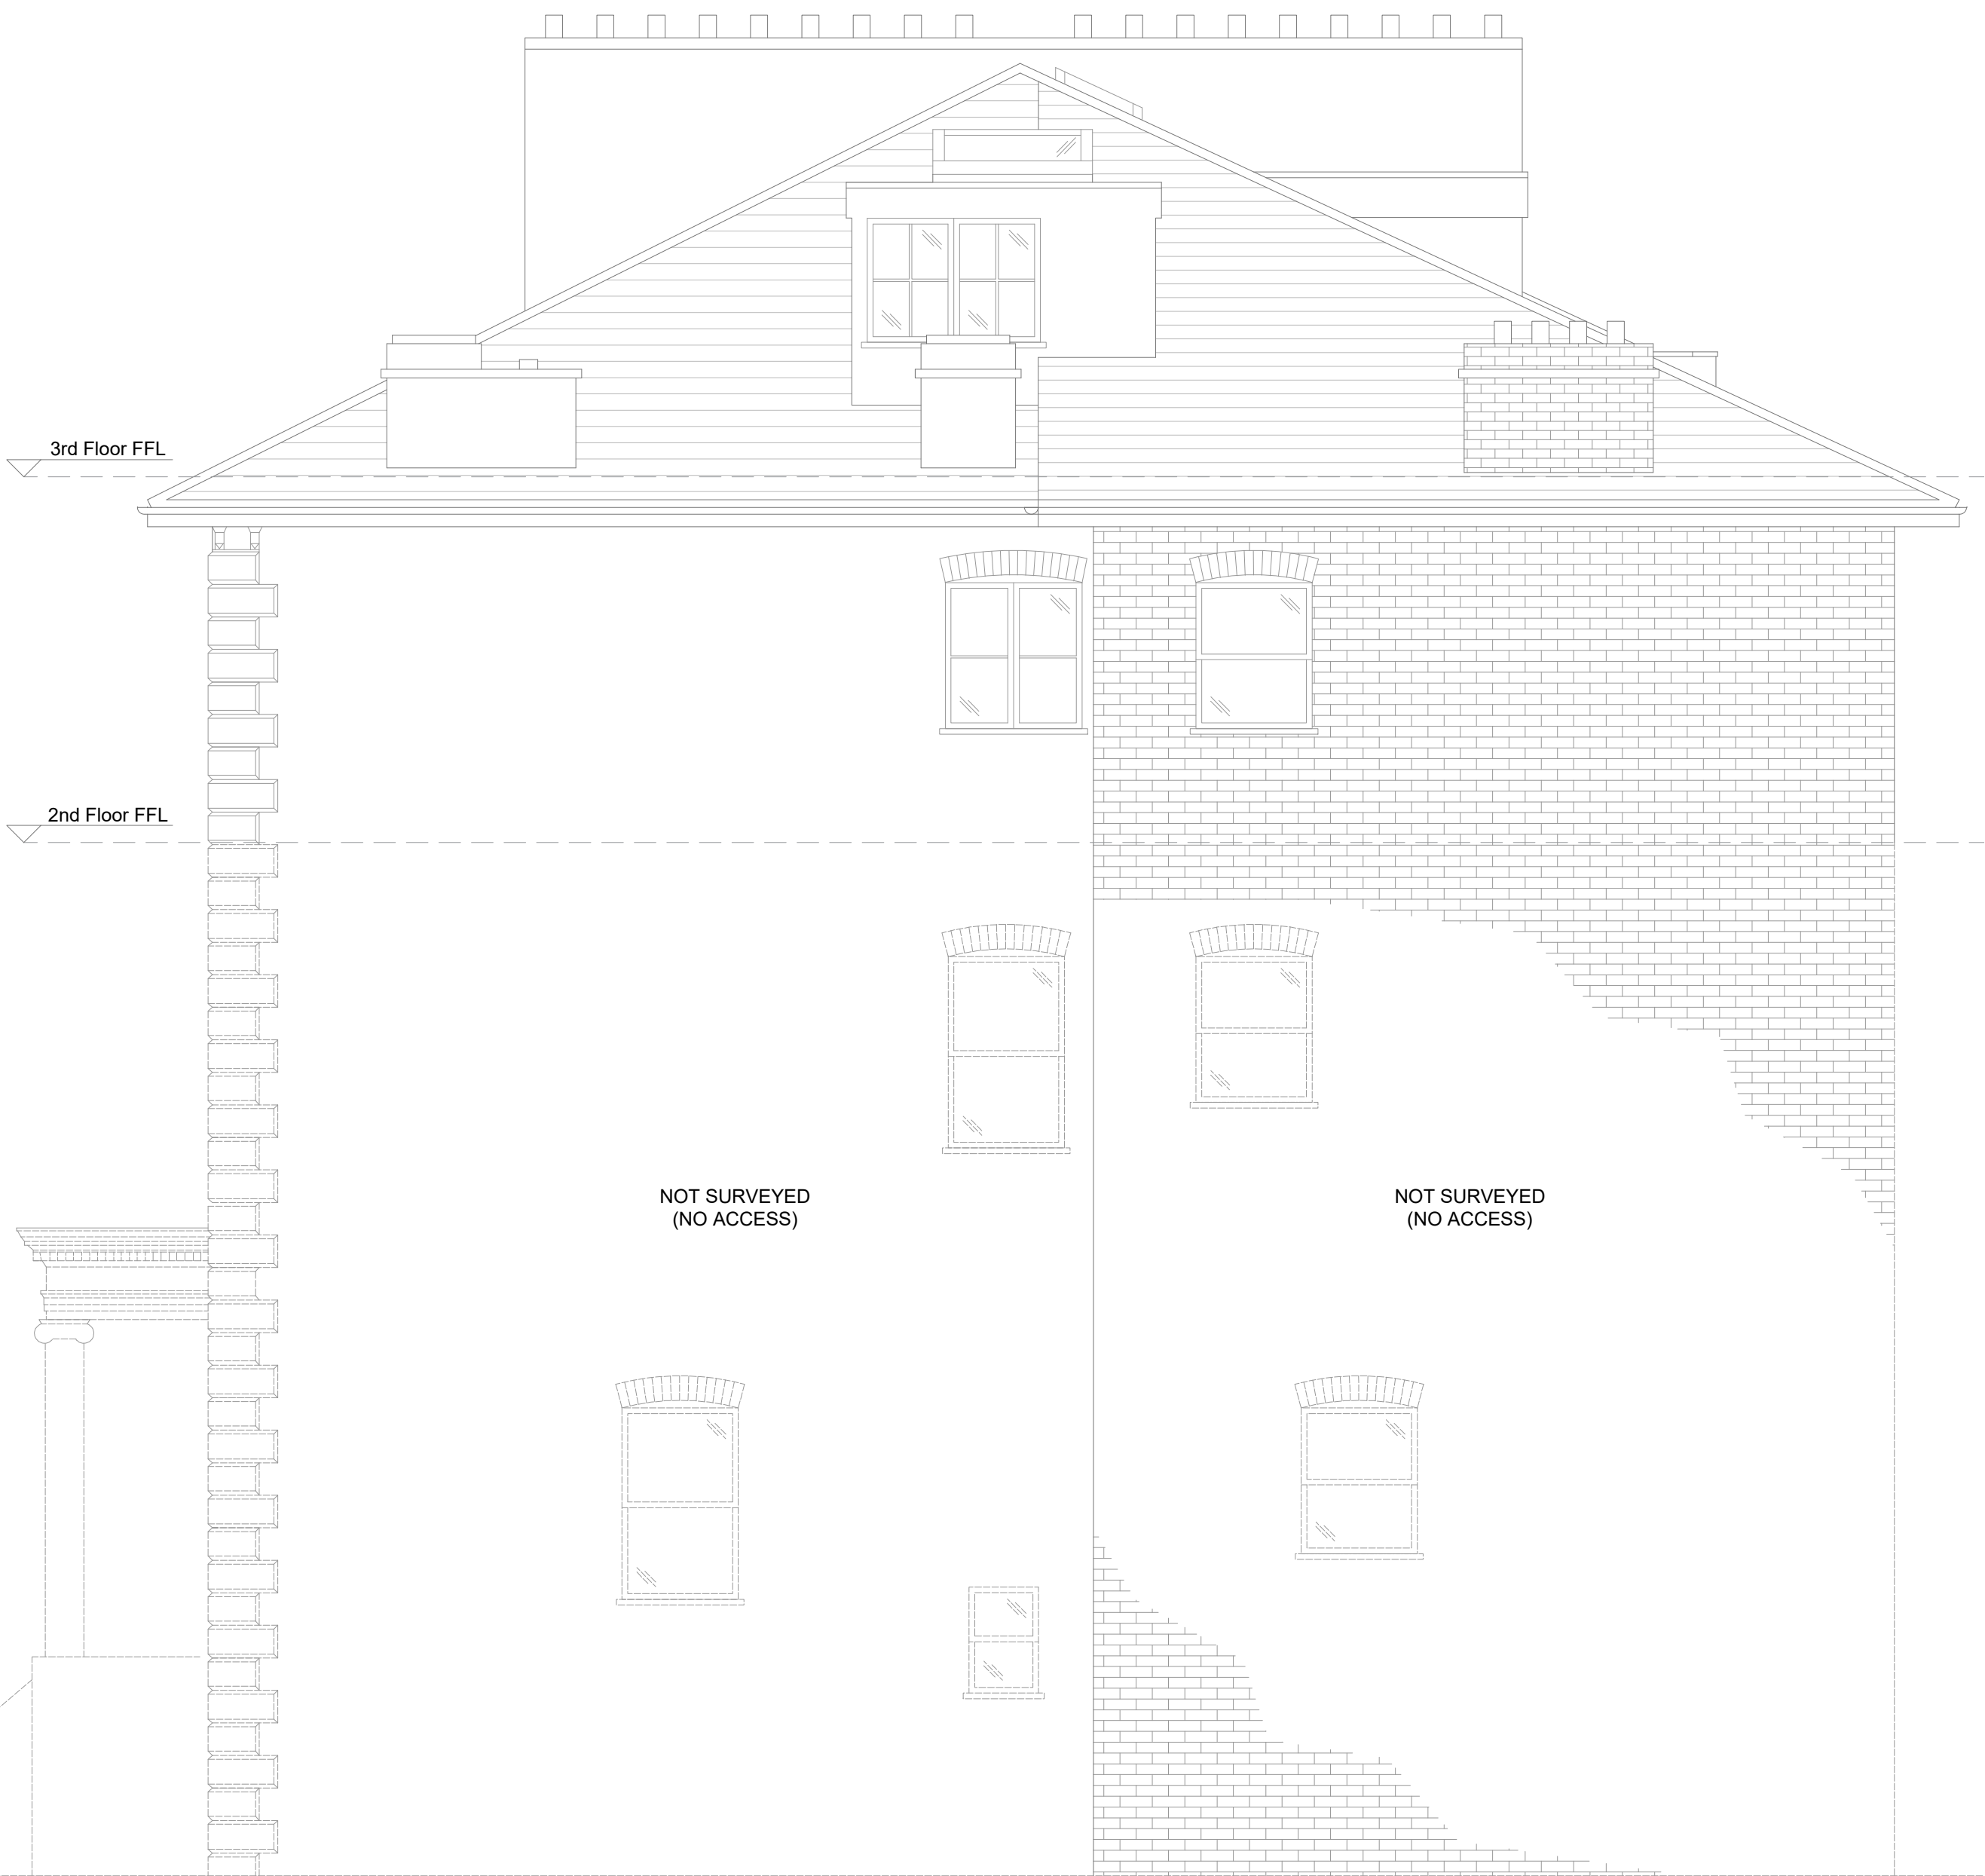 3rd Floor FFL
2nd Floor FFL
NOT SURVEYED
(NO ACCESS)
NOT SURVEYED
(NO ACCESS)